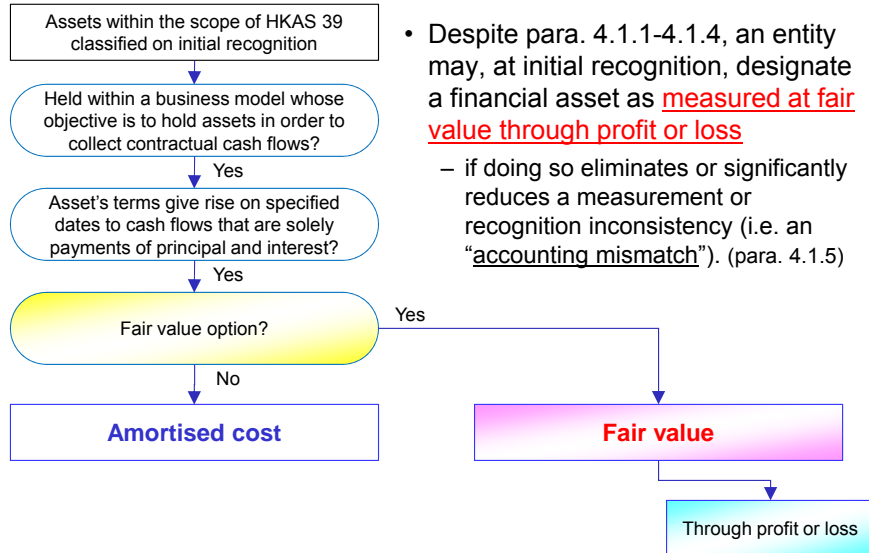 Assets within the scope of HKAS 39
classified on initial recognition
Held within a business model whose
objective is to hold assets in order to
collect contractual cash flows?
Yes
Asset's terms give rise on specified
dates to cash flows that are solely
payments of principal and interest?
Yes
Fair value option?
Yes
No
Amortised cost
Fair value
Through profit or loss
• Despite para. 4.1.1-4.1.4, an entity
may, at initial recognition, designate
a financial asset as measured at fair
value through profit or loss
– if doing so eliminates or significantly
reduces a measurement or
recognition inconsistency (i.e. an
“accounting mismatch”). (para. 4.1.5)